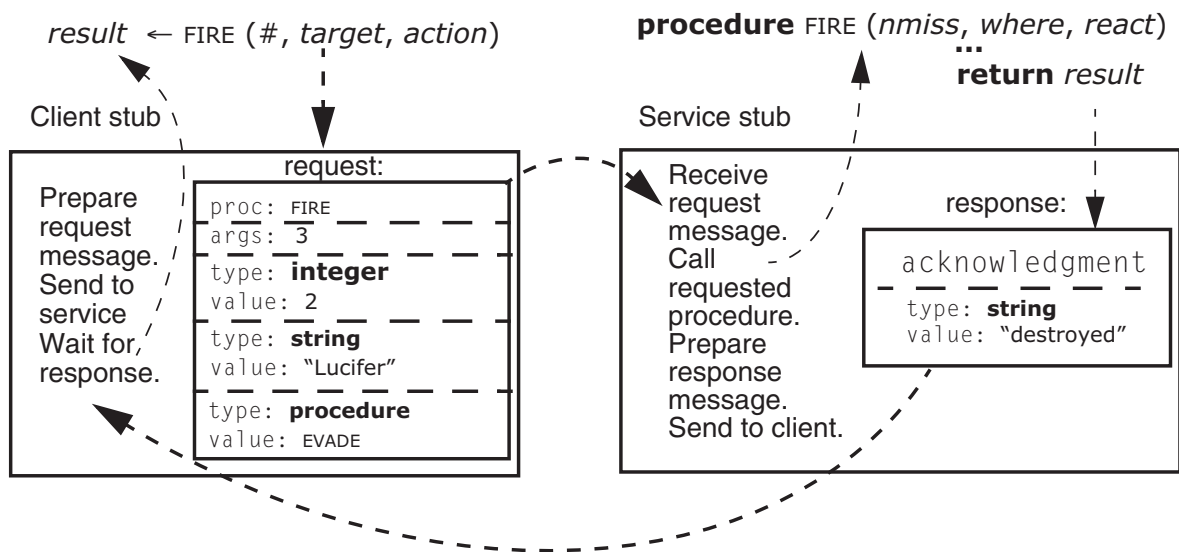 result ← FIRE (#, target, action)
Client stub
Prepare
request
message.
Send to
service
Wait for
response.
request:
proc: FIRE
args: 3
type: integer
value: 2
type: string
value: “Lucifer”
type: procedure
value: EVADE
procedure FIRE (nmiss, where, react)
...
return result
Service stub
Receive
request
message.
Call
requested
procedure.
Prepare
response
message.
Send to client.
response:
acknowledgment
type: string
value: “destroyed”